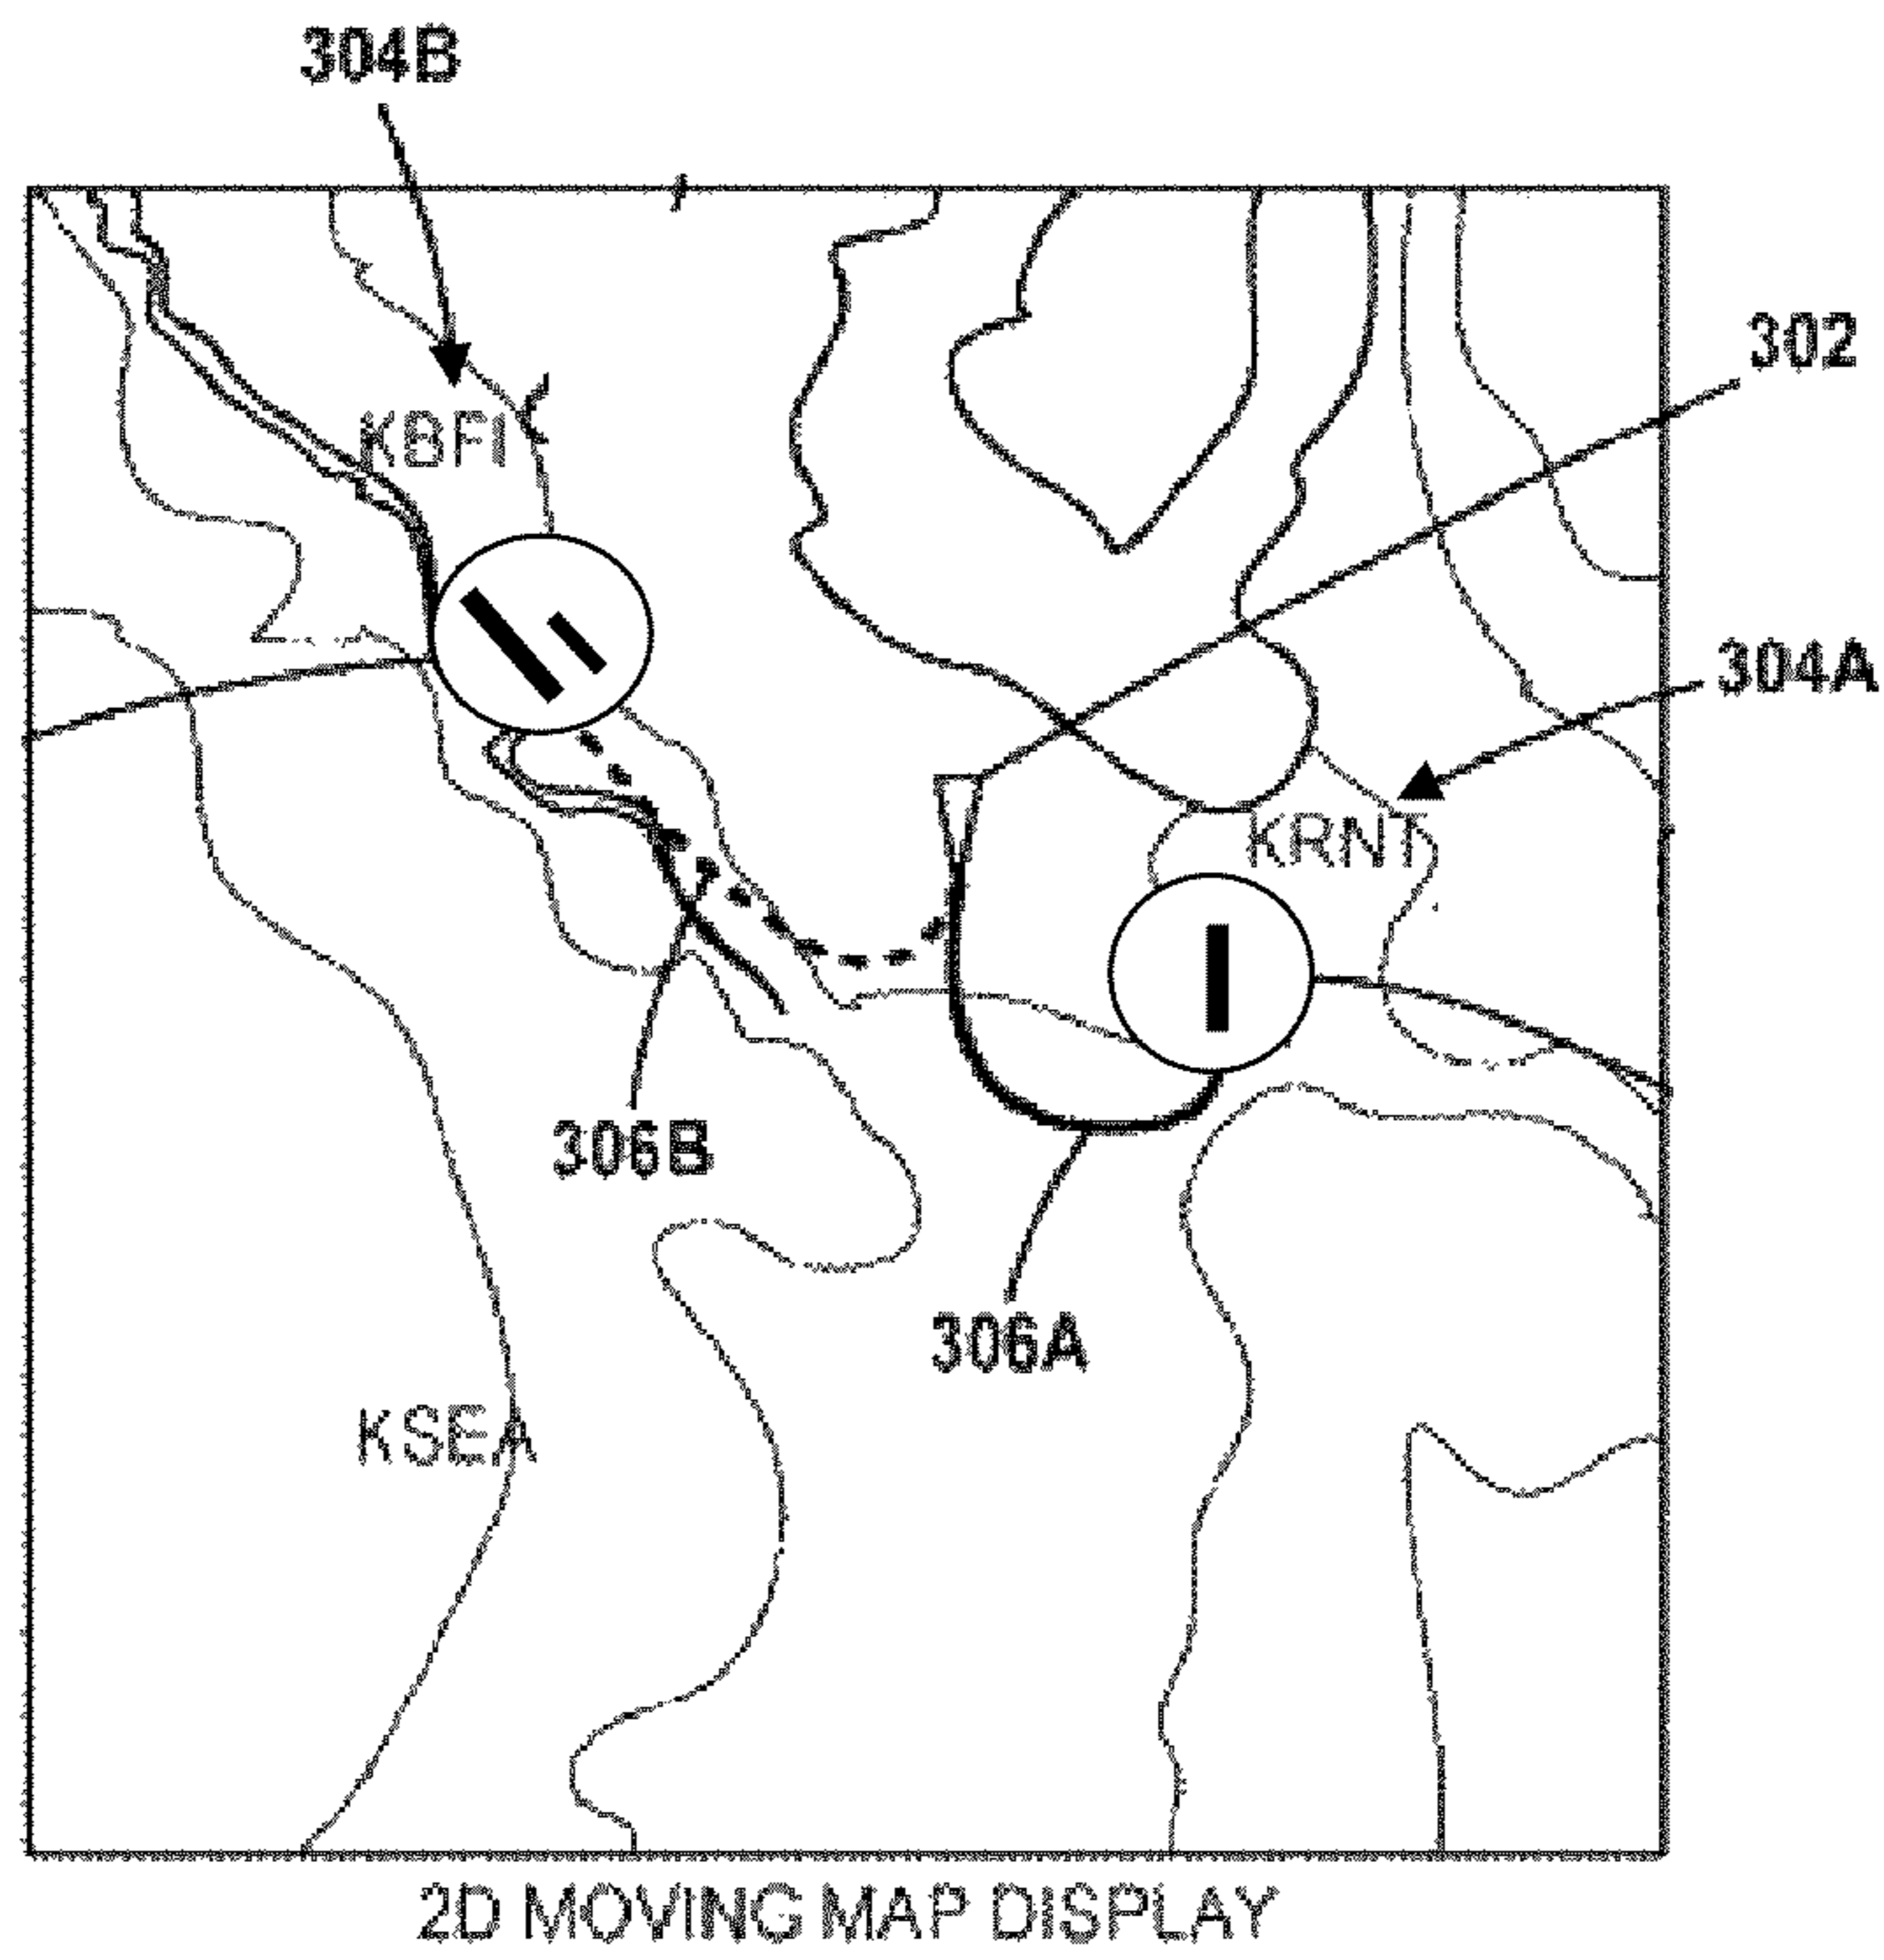 304B
302
KBFI
304A
KRNT
306B
306A
KSEA
2D MOVING MAP DISPLAY